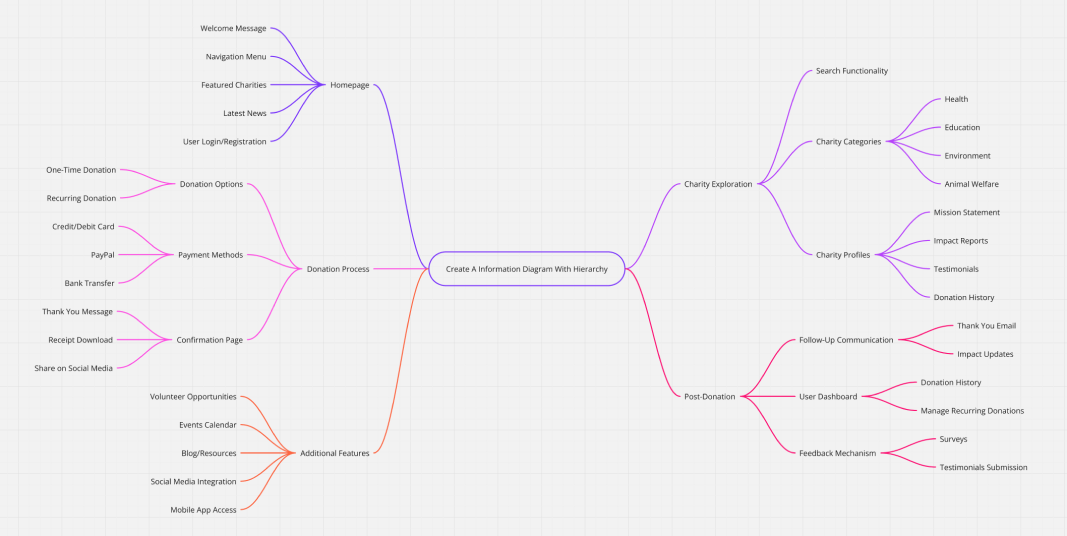 Create A Information Diagram With Hierarchy
Homepage
Welcome Message
Navigation Menu
Featured Charities
Latest News
User Login/Registration
Donation Process
Donation Options
One-Time Donation
Recurring Donation
Payment Methods
Credit/Debit Card
PayPal
Bank Transfer
Confirmation Page
Thank You Message
Receipt Download
Share on Social Media
Additional Features
Volunteer Opportunities
Events Calendar
Blog/Resources
Social Media Integration
Mobile App Access
Charity Exploration
Search Functionality
Charity Categories
Health
Education
Environment
Animal Welfare
Charity Profiles
Mission Statement
Impact Reports
Testimonials
Donation History
Post-Donation
Follow-Up Communication
Thank You Email
Impact Updates
User Dashboard
Donation History
Manage Recurring Donations
Feedback Mechanism
Surveys
Testimonials Submission